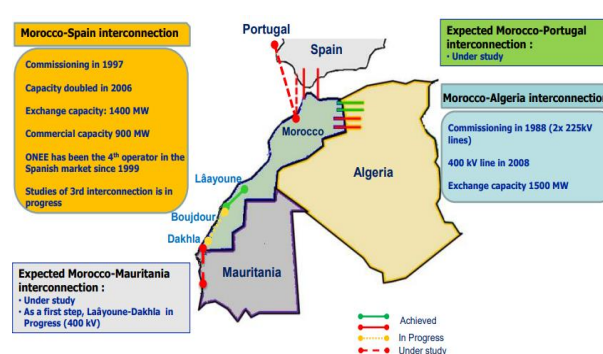 Morocco-Spain interconnection
Commissioning in 1997
Capacity doubled in 2006
Exchange capacity: 1400 MW
Commercial capacity 900 MW
ONEE has been the 4th operator in the
Spanish market since 1999
Studies of 3rd interconnection is in
progress
Portugal
Spain
Morocco
Algeria
Lâayoune
Boujdour
Dakhla
Mauritania
Expected Morocco-Portugal
interconnection :
• Under study
Morocco-Algeria interconnection
Commissioning in 1988 (2x 225kV
lines)
400 kV line in 2008
Exchange capacity 1500 MW
Expected Morocco-Mauritania
interconnection :
• Under study
• As a first step, Laâyoune-Dakhla in
Progress (400 kV)
Achieved
In Progress
Under study